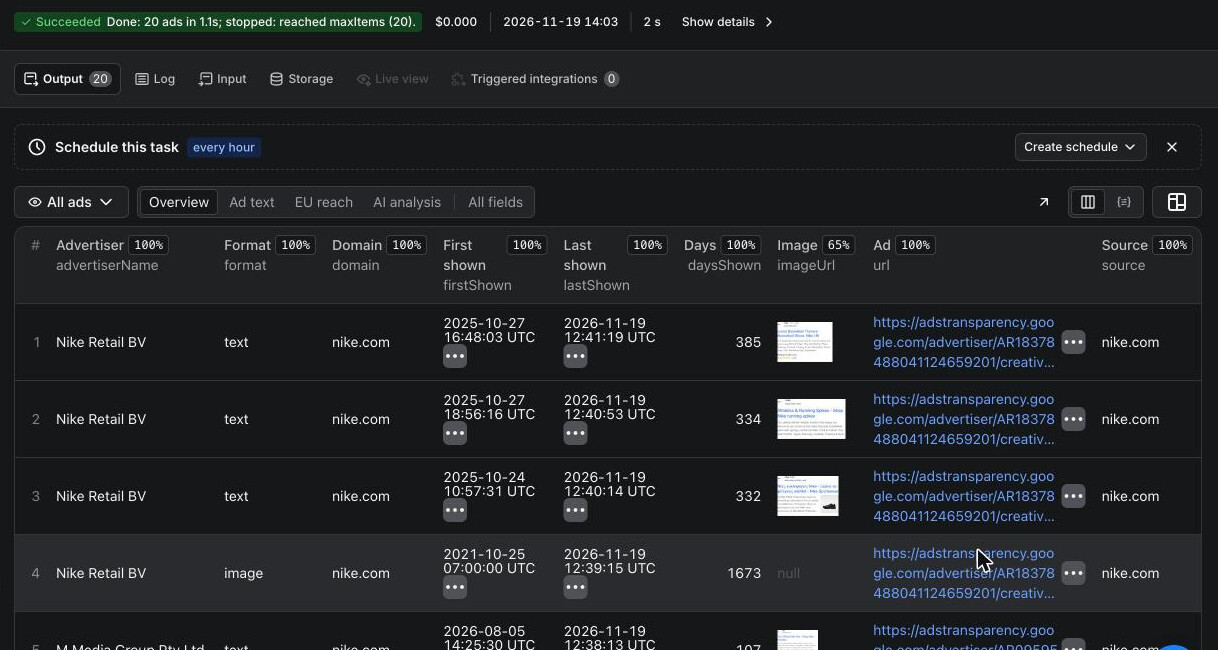 Succeeded Done: 20 ads in 1.1s; stopped: reached maxItems (20). $0.000 2026-11-19 14:03 2 s Show details
Output 20 Log Input Storage Live view Triggered integrations 0
Schedule this task every hour Create schedule
All ads Overview Ad text EU reach AI analysis All fields
# Advertiser 100% Format 100% Domain 100% First shown 100% Last shown 100% Days 100% Image 65% Ad 100% Source 100%
advertiserName format domain firstShown lastShown daysShown imageUrl url source
1 Nike Retail BV text nike.com 2025-10-27 16:48:03 UTC 2026-11-19 12:41:19 UTC 385 https://adstransparency.goo
gle.com/advertiser/AR18378
488041124659201/creativ... nike.com
2 Nike Retail BV text nike.com 2025-10-27 18:56:16 UTC 2026-11-19 12:40:53 UTC 334 https://adstransparency.goo
gle.com/advertiser/AR18378
488041124659201/creativ... nike.com
3 Nike Retail BV text nike.com 2025-10-24 10:57:31 UTC 2026-11-19 12:40:14 UTC 332 https://adstransparency.goo
gle.com/advertiser/AR18378
488041124659201/creativ... nike.com
4 Nike Retail BV image nike.com 2021-10-25 07:00:00 UTC 2026-11-19 12:39:15 UTC 1673 null https://adstransparency.goo
gle.com/advertiser/AR18378
488041124659201/creativ... nike.com
5 M Media Group Pty Ltd text nike.com 2026-08-05 14:25:30 UTC 2026-11-19 12:38:13 UTC 107 https://adstransparency.goo
nike.com